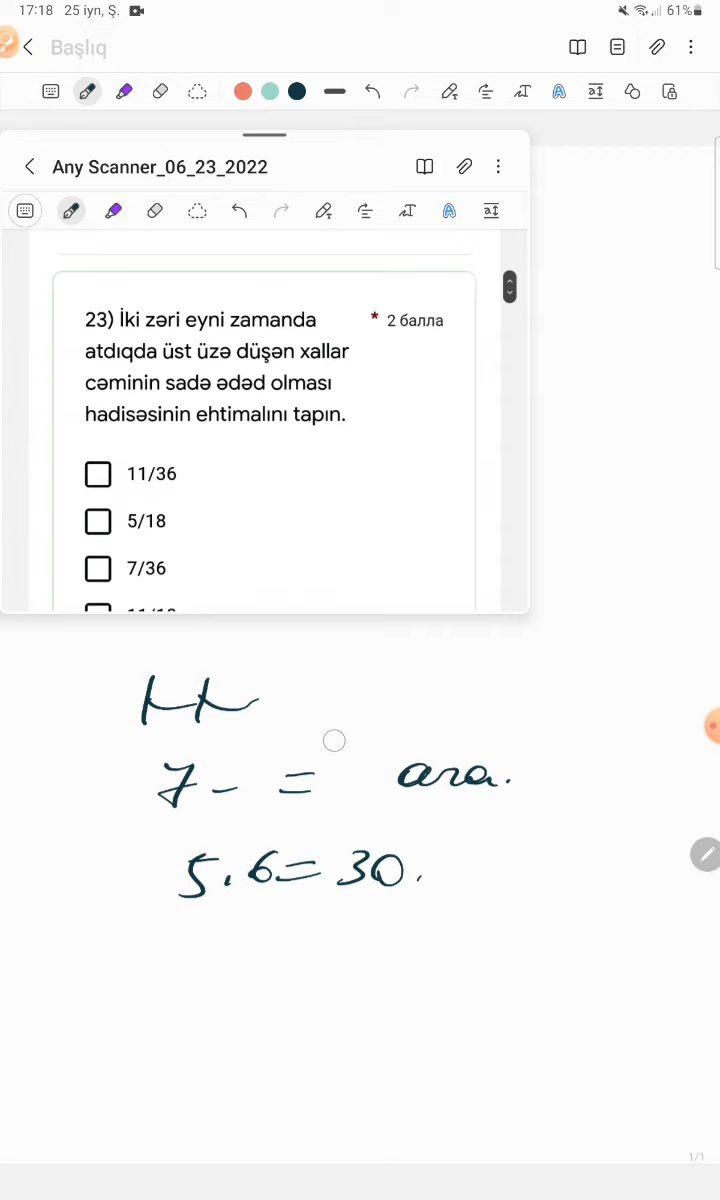 17:18 25 iyn, Ş. 61%
Başlıq
Any Scanner_06_23_2022
23) İki zəri eyni zamanda
* 2 балла
atdıqda üst üzə düşən xallar
cəminin sadə ədəd olması
hadisəsinin ehtimalını tapın.
11/36
5/18
7/36
7 - = ara.
5.6=30.
1/1